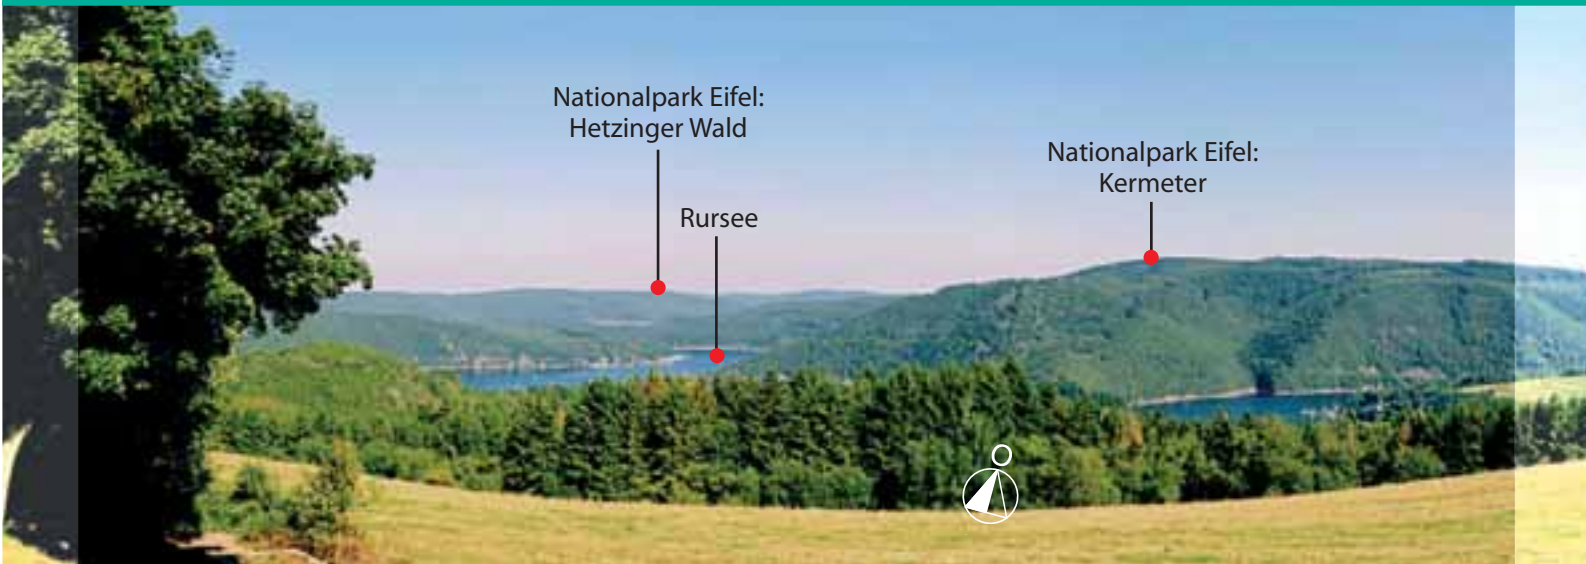 Nationalpark Eifel:
Hetzinger Wald
Nationalpark Eifel:
Kermeter
Rursee
O